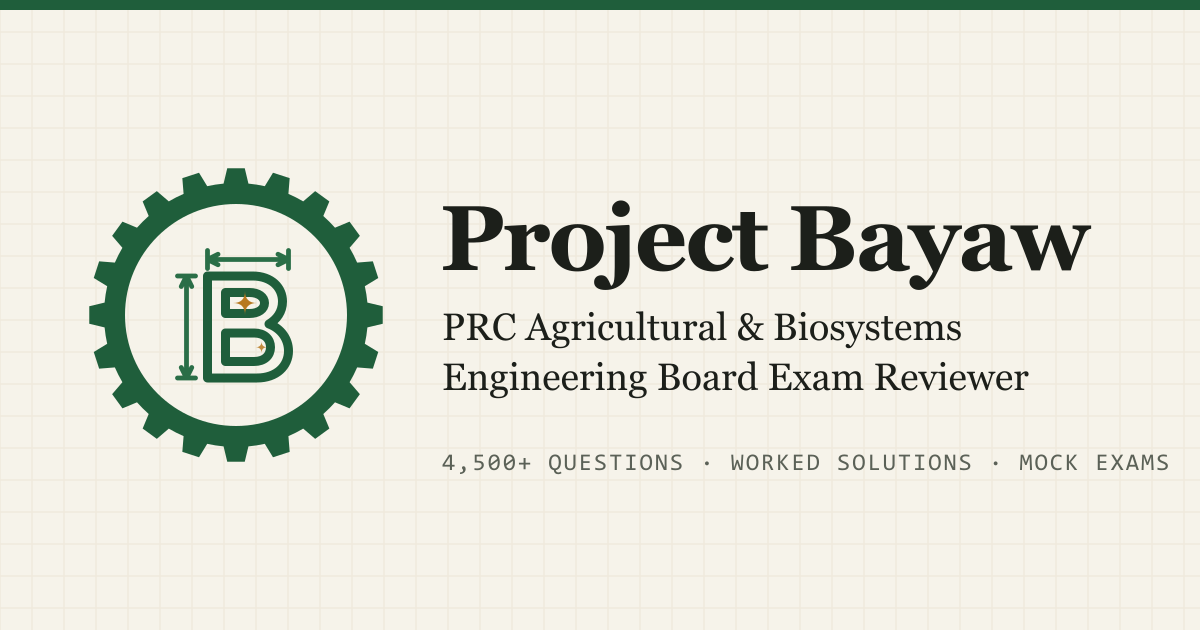 B
Project Bayaw
PRC Agricultural & Biosystems
Engineering Board Exam Reviewer
4,500+ QUESTIONS · WORKED SOLUTIONS · MOCK EXAMS